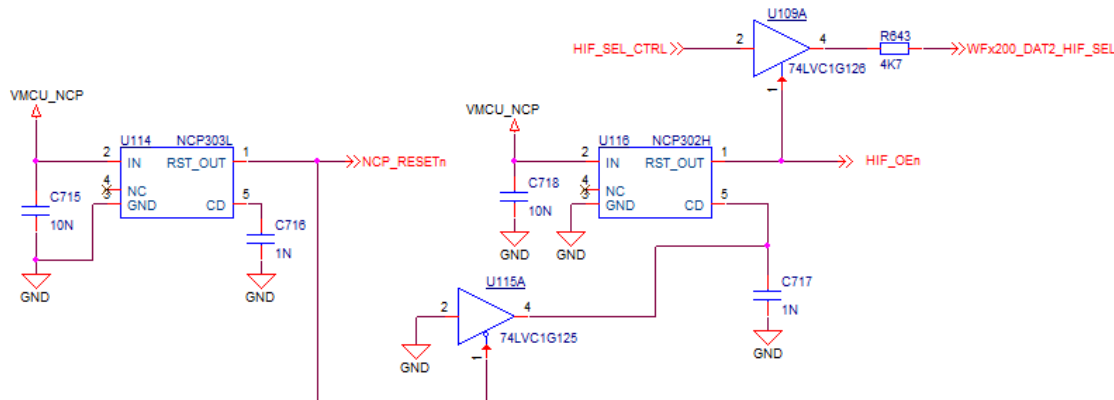 U109A
HIF_SEL_CTRL 2 4 R643 WFx200_DAT2_HIF_SEL
4K7
74LVC1G126
1
VMCU_NCP
VMCU_NCP
U114 NCP303L
2 IN RST_OUT 1 NCP_RESETn
4 NC
3 GND CD 5
C715
10N
C716
1N
GND
GND
U116 NCP302H
2 IN RST_OUT 1 HIF_OEn
4 NC
3 GND CD 5
C718
10N
GND
GND
U115A
2 4
74LVC1G125
1
GND
C717
1N
GND